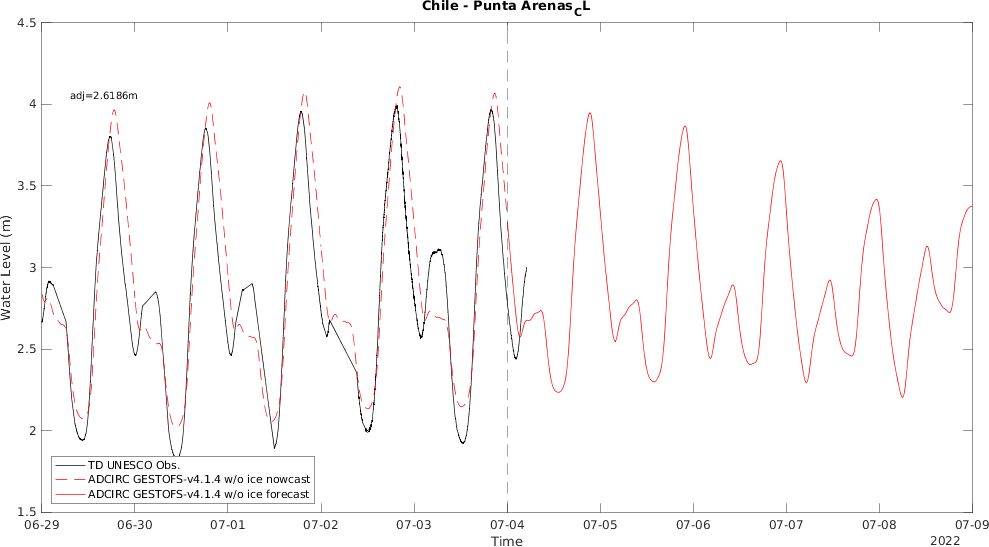 Chile - Punta Arenas_CL
4.5
adj=2.6186m
4
3.5
3
2.5
2
1.5
Water Level (m)
TD UNESCO Obs.
ADCIRC GESTOFS-v4.1.4 w/o ice nowcast
ADCIRC GESTOFS-v4.1.4 w/o ice forecast
06-29 06-30 07-01 07-02 07-03 07-04 07-05 07-06 07-07 07-08 07-09
Time
2022